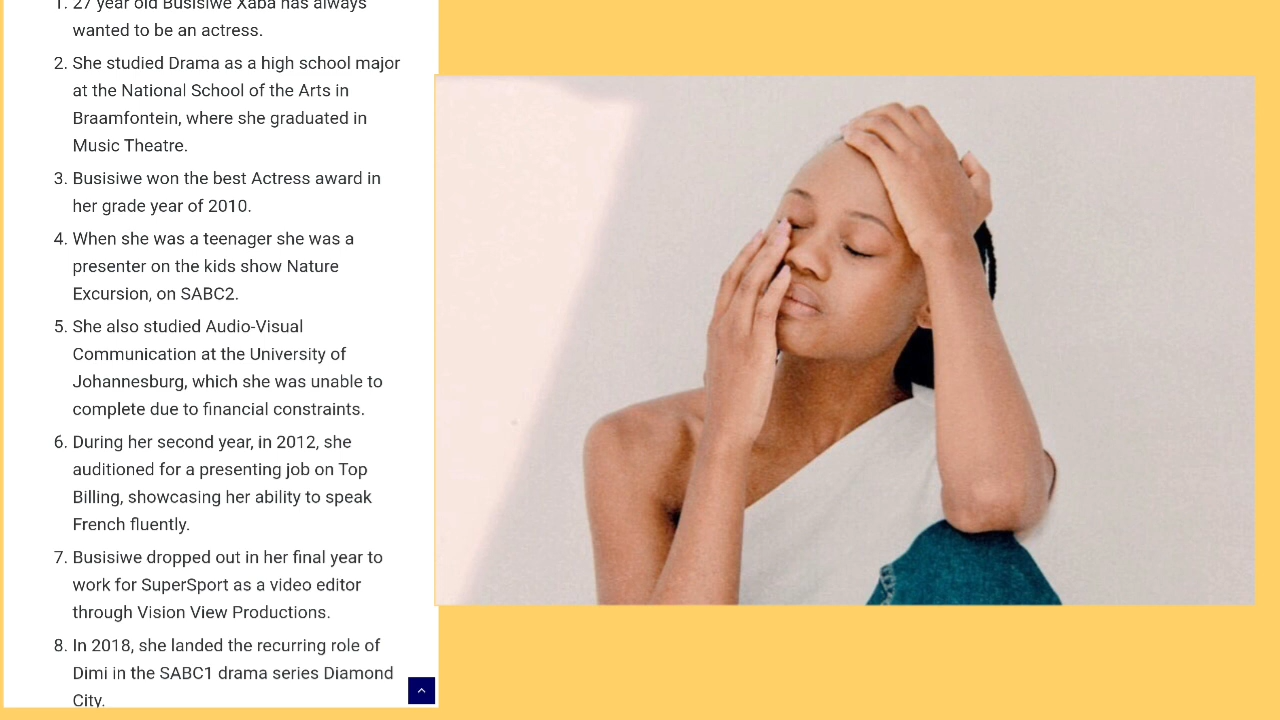 1. 27 year old Busisiwe Xaba has always
wanted to be an actress.
2. She studied Drama as a high school major
at the National School of the Arts in
Braamfontein, where she graduated in
Music Theatre.
3. Busisiwe won the best Actress award in
her grade year of 2010.
4. When she was a teenager she was a
presenter on the kids show Nature
Excursion, on SABC2.
5. She also studied Audio-Visual
Communication at the University of
Johannesburg, which she was unable to
complete due to financial constraints.
6. During her second year, in 2012, she
auditioned for a presenting job on Top
Billing, showcasing her ability to speak
French fluently.
7. Busisiwe dropped out in her final year to
work for SuperSport as a video editor
through Vision View Productions.
8. In 2018, she landed the recurring role of
Dimi in the SABC1 drama series Diamond
City.